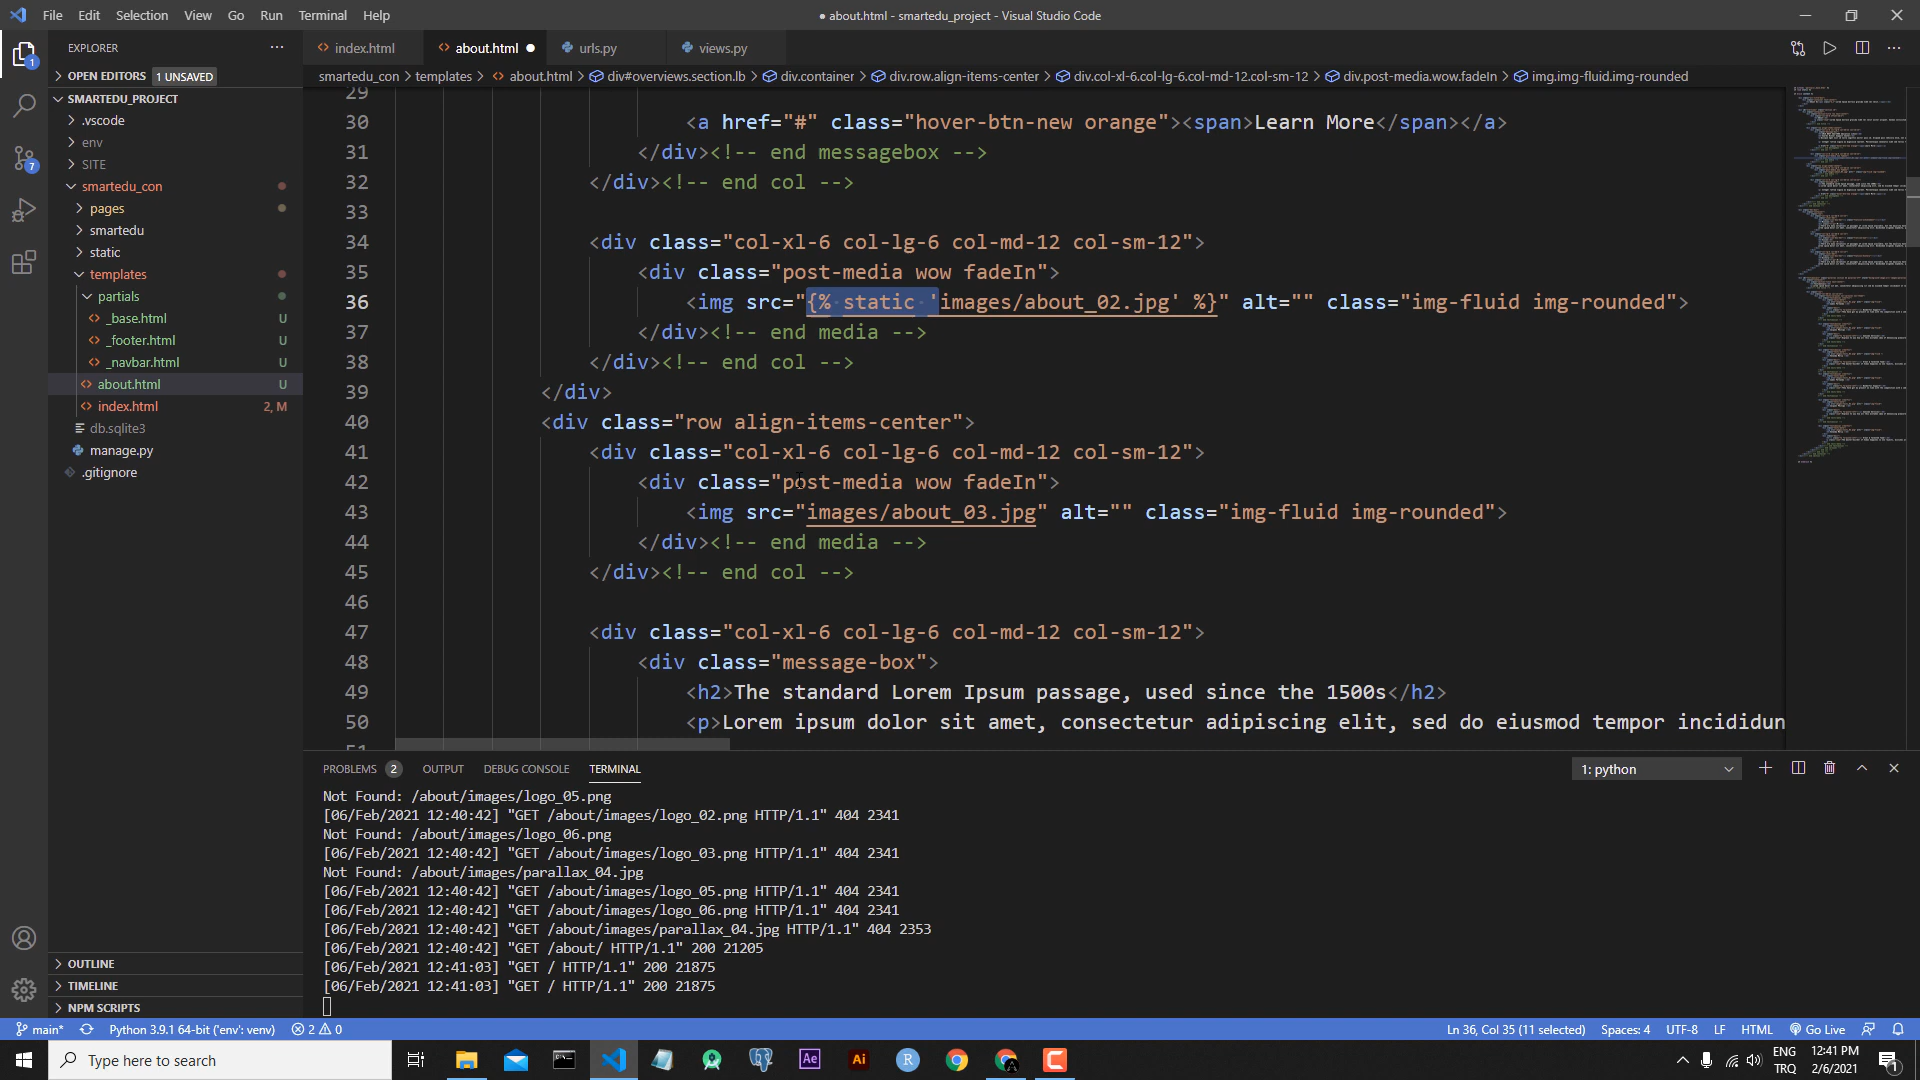 File Edit Selection View Go Run Terminal Help
● about.html - smartedu_project - Visual Studio Code
EXPLORER
index.html
about.html
urls.py
views.py
OPEN EDITORS 1 UNSAVED
smartedu_con > templates > about.html > div#overviews.section.lb > div.container > div.row.align-items-center > div.col-xl-6.col-lg-6.col-md-12.col-sm-12 > div.post-media.wow.fadeIn > img.img-fluid.img-rounded
SMARTEDU_PROJECT
.vscode
env
SITE
smartedu_con
pages
smartedu
static
templates
partials
_base.html U
_footer.html U
_navbar.html U
about.html U
index.html 2, M
db.sqlite3
manage.py
.gitignore
OUTLINE
TIMELINE
NPM SCRIPTS
29
30 <a href="#" class="hover-btn-new orange"><span>Learn More</span></a>
31 </div><!-- end messagebox -->
32 </div><!-- end col -->
33
34 <div class="col-xl-6 col-lg-6 col-md-12 col-sm-12">
35 <div class="post-media wow fadeIn">
36 <img src="{% static 'images/about_02.jpg' %}" alt="" class="img-fluid img-rounded">
37 </div><!-- end media -->
38 </div><!-- end col -->
39 </div>
40 <div class="row align-items-center">
41 <div class="col-xl-6 col-lg-6 col-md-12 col-sm-12">
42 <div class="post-media wow fadeIn">
43 <img src="images/about_03.jpg" alt="" class="img-fluid img-rounded">
44 </div><!-- end media -->
45 </div><!-- end col -->
46
47 <div class="col-xl-6 col-lg-6 col-md-12 col-sm-12">
48 <div class="message-box">
49 <h2>The standard Lorem Ipsum passage, used since the 1500s</h2>
50 <p>Lorem ipsum dolor sit amet, consectetur adipiscing elit, sed do eiusmod tempor incididun
51
PROBLEMS 2 OUTPUT DEBUG CONSOLE TERMINAL
1: python
Not Found: /about/images/logo_05.png
[06/Feb/2021 12:40:42] "GET /about/images/logo_02.png HTTP/1.1" 404 2341
Not Found: /about/images/logo_06.png
[06/Feb/2021 12:40:42] "GET /about/images/logo_03.png HTTP/1.1" 404 2341
Not Found: /about/images/parallax_04.jpg
[06/Feb/2021 12:40:42] "GET /about/images/logo_05.png HTTP/1.1" 404 2341
[06/Feb/2021 12:40:42] "GET /about/images/logo_06.png HTTP/1.1" 404 2341
[06/Feb/2021 12:40:42] "GET /about/images/parallax_04.jpg HTTP/1.1" 404 2353
[06/Feb/2021 12:40:42] "GET /about/ HTTP/1.1" 200 21205
[06/Feb/2021 12:41:03] "GET / HTTP/1.1" 200 21875
[06/Feb/2021 12:41:03] "GET / HTTP/1.1" 200 21875
main* Python 3.9.1 64-bit ('env': venv) 2 0
Ln 36, Col 35 (11 selected) Spaces: 4 UTF-8 LF HTML Go Live
Type here to search
ENG
TRQ
12:41 PM
2/6/2021